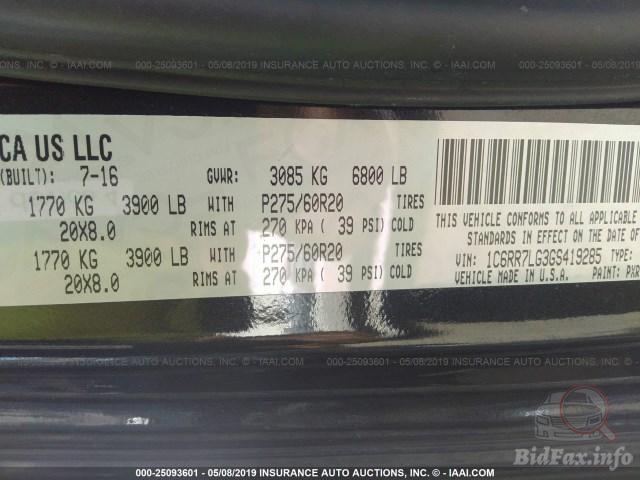 000-25093601 · 05/08/2019 INSURANCE AUTO AUCTIONS, INC. © - IAAI.COM
CA US LLC
(BUILT): 7-16 GVWR: 3085 KG 6800 LB
1770 KG 3900 LB WITH P275/60R20 TIRES
20X8.0 RIMS AT 270 KPA ( 39 PSI) COLD
1770 KG 3900 LB WITH P275/60R20 TIRES
20X8.0 RIMS AT 270 KPA ( 39 PSI) COLD
THIS VEHICLE CONFORMS TO ALL APPLICABLE
STANDARDS IN EFFECT
VIN: 1C6RR7LG3GS419285 TYPE:
VEHICLE MADE IN U.S.A. PAINT: PXR
000-25093601 · 05/08/2019 INSURANCE AUTO AUCTIONS, INC. © - IAAI.COM
BidFax.info
000-25093601 · 05/08/2019 INSURANCE AUTO AUCTIONS, INC. © - IAAI.COM